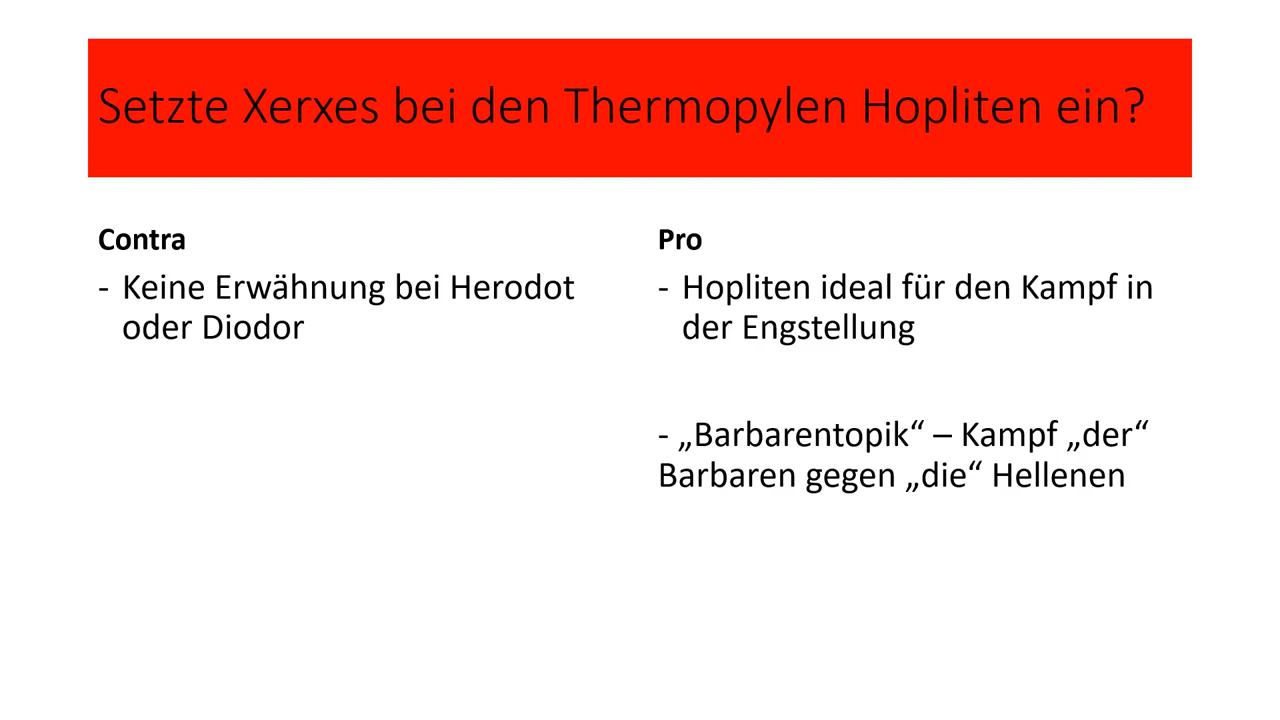 Setzte Xerxes bei den Thermopylen Hopliten ein?
Contra
- Keine Erwähnung bei Herodot
oder Diodor
Pro
- Hopliten ideal für den Kampf in
der Engstellung
- „Barbarentopik“ – Kampf „der“
Barbaren gegen „die“ Hellenen